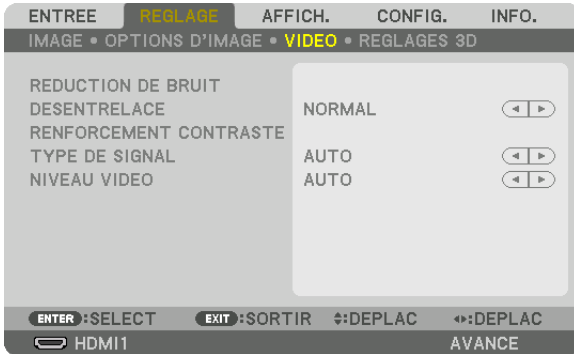 ENTREE REGLAGE AFFICH. CONFIG. INFO.
IMAGE • OPTIONS D'IMAGE • VIDEO • REGLAGES 3D
REDUCTION DE BRUIT
DESENTRELACE NORMAL
RENFORCEMENT CONTRASTE
TYPE DE SIGNAL AUTO
NIVEAU VIDEO AUTO
ENTER :SELECT EXIT :SORTIR :DEPLAC :DEPLAC
HDMI1 AVANCE